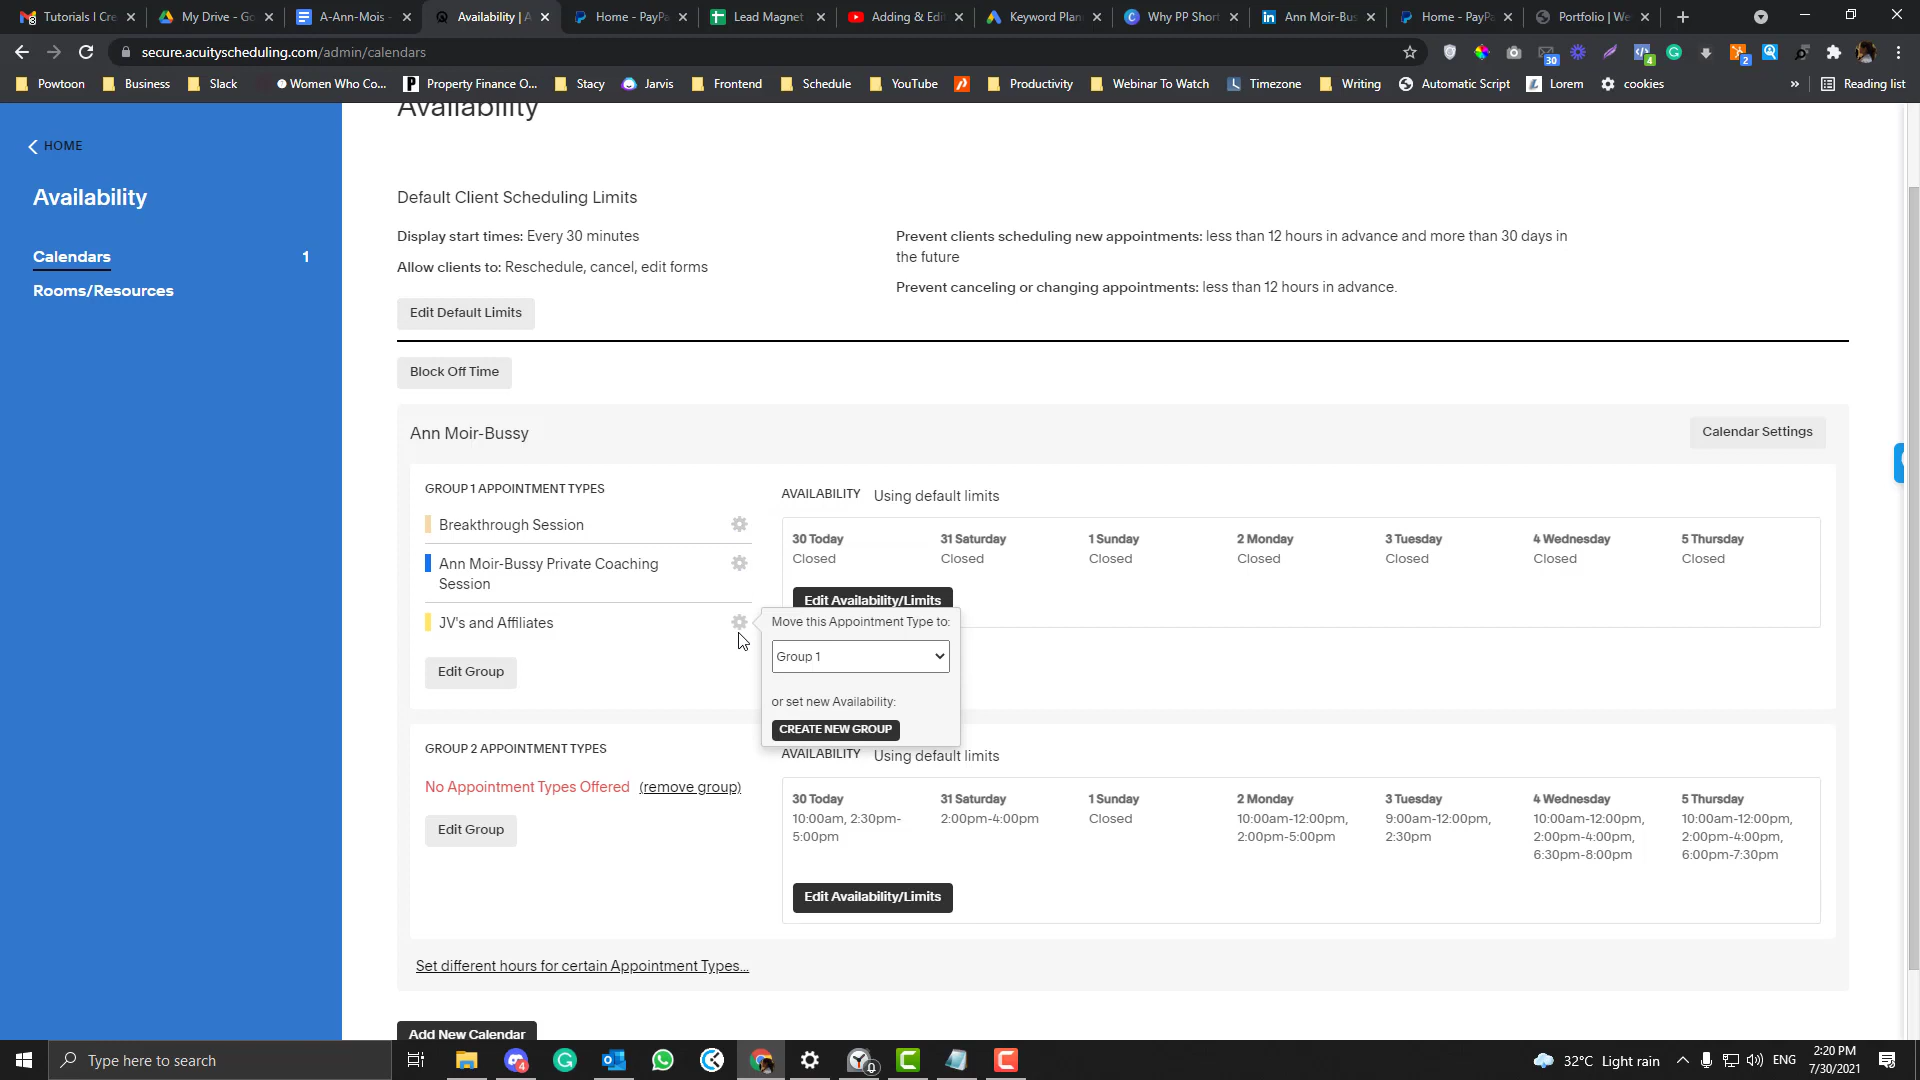 Tutorials I Cre
My Drive - Go
A-Ann-Mois -
Availability | A
Home - PayPa
Lead Magnet
Adding & Edi
Keyword Plan
Why PP Short
Ann Moir-Bus
Home - PayPa
Portfolio | We
secure.acuityscheduling.com/admin/calendars
30
4
2
Powtoon
Business
Slack
Women Who Co...
Property Finance O...
Stacy
Jarvis
Frontend
Schedule
YouTube
Productivity
Webinar To Watch
Timezone
Writing
Automatic Script
Lorem
cookies
»
Reading list
HOME
Availability
Calendars 1
Rooms/Resources
Availability
Default Client Scheduling Limits
Display start times: Every 30 minutes
Allow clients to: Reschedule, cancel, edit forms
Prevent clients scheduling new appointments: less than 12 hours in advance and more than 30 days in
the future
Prevent canceling or changing appointments: less than 12 hours in advance.
Edit Default Limits
Block Off Time
Ann Moir-Bussy
Calendar Settings
GROUP 1 APPOINTMENT TYPES
Breakthrough Session
Ann Moir-Bussy Private Coaching
Session
JV's and Affiliates
Edit Group
AVAILABILITY Using default limits
30 Today 31 Saturday 1 Sunday 2 Monday 3 Tuesday 4 Wednesday 5 Thursday
Closed Closed Closed Closed Closed Closed Closed
Edit Availability/Limits
Move this Appointment Type to:
Group 1
or set new Availability:
CREATE NEW GROUP
GROUP 2 APPOINTMENT TYPES
No Appointment Types Offered (remove group)
Edit Group
AVAILABILITY Using default limits
30 Today 31 Saturday 1 Sunday 2 Monday 3 Tuesday 4 Wednesday 5 Thursday
10:00am, 2:30pm- 2:00pm-4:00pm Closed 10:00am-12:00pm, 9:00am-12:00pm, 10:00am-12:00pm, 10:00am-12:00pm,
5:00pm 2:00pm-5:00pm 2:30pm 2:00pm-4:00pm, 2:00pm-4:00pm,
6:30pm-8:00pm 6:00pm-7:30pm
Edit Availability/Limits
Set different hours for certain Appointment Types...
Add New Calendar
Type here to search
4
32°C Light rain
ENG
2:20 PM
7/30/2021